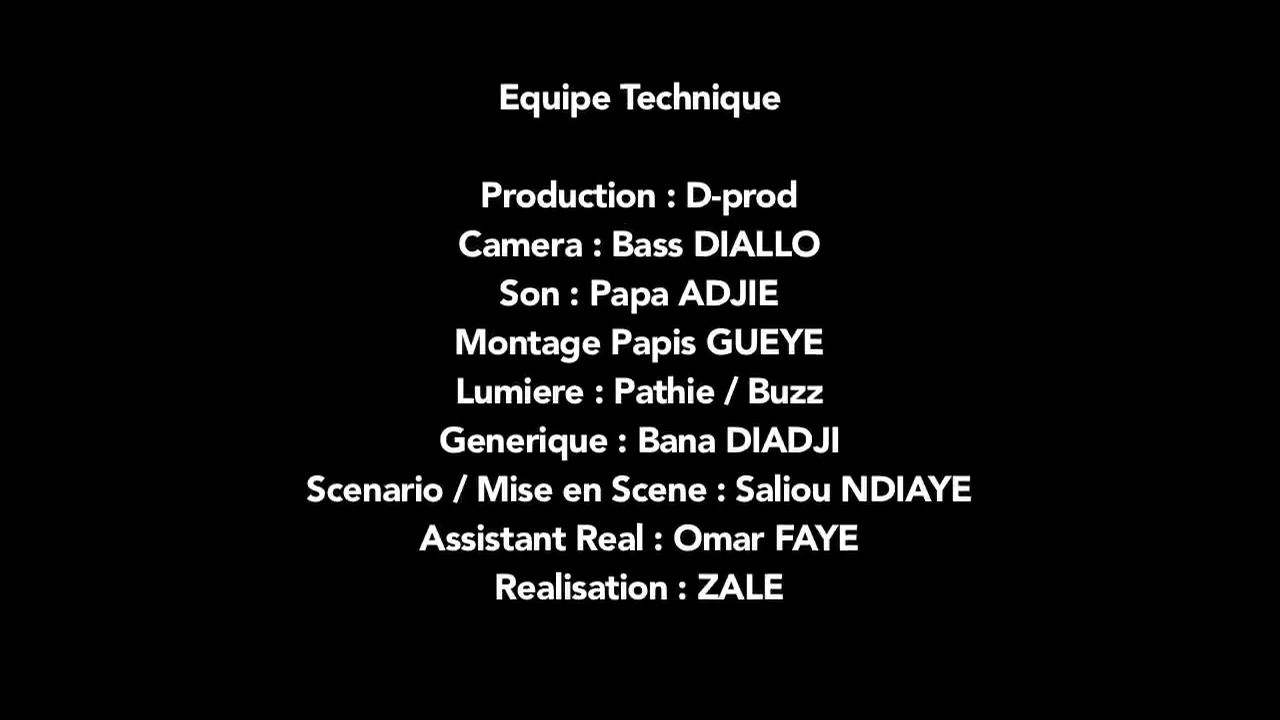 Equipe Technique
Production : D-prod
Camera : Bass DIALLO
Son : Papa ADJIE
Montage Papis GUEYE
Lumiere : Pathie / Buzz
Generique : Bana DIADJI
Scenario / Mise en Scene : Saliou NDIAYE
Assistant Real : Omar FAYE
Realisation : ZALE